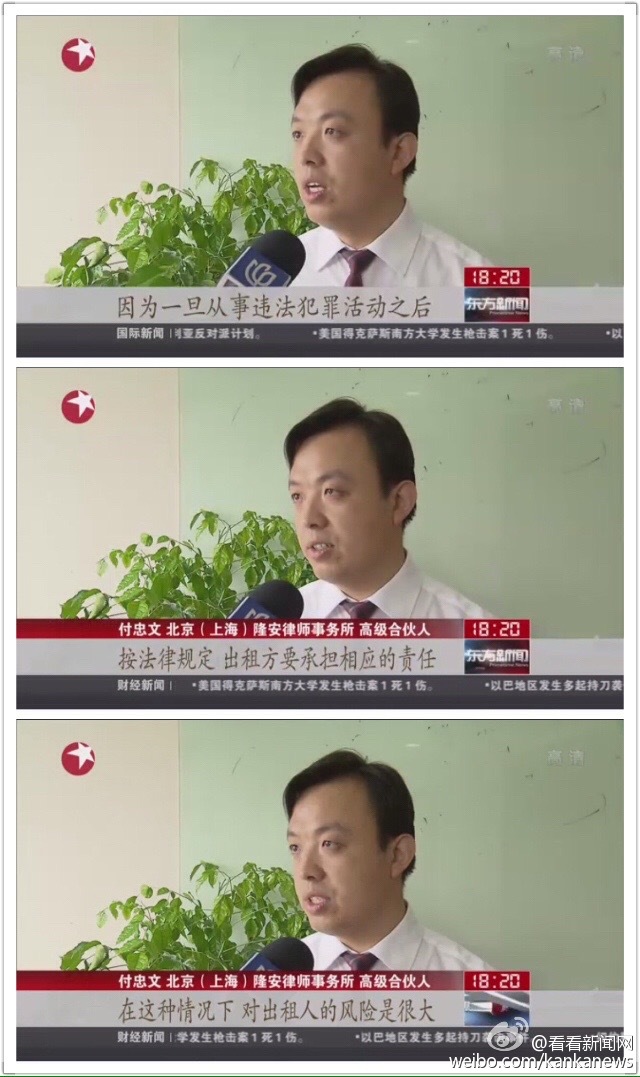 高清
18:20
因为一旦从事违法犯罪活动之后
东方新闻
国际新闻 利亚反对派计划。 •美国得克萨斯南方大学发生枪击案1死1伤。 •以
高清
付忠文 北京（上海）隆安律师事务所 高级合伙人
18:20
按法律规定 出租方要承担相应的责任
东方新闻
财经新闻 •美国得克萨斯南方大学发生枪击案1死1伤。 •以巴地区发生多起持刀袭
高清
付忠文 北京（上海）隆安律师事务所 高级合伙人
18:20
在这种情况下 对出租人的风险是很大
财经新闻 学发生枪击案1死1伤。 •以巴地区发生多起持刀
@看看新闻网
weibo.com/kankanews